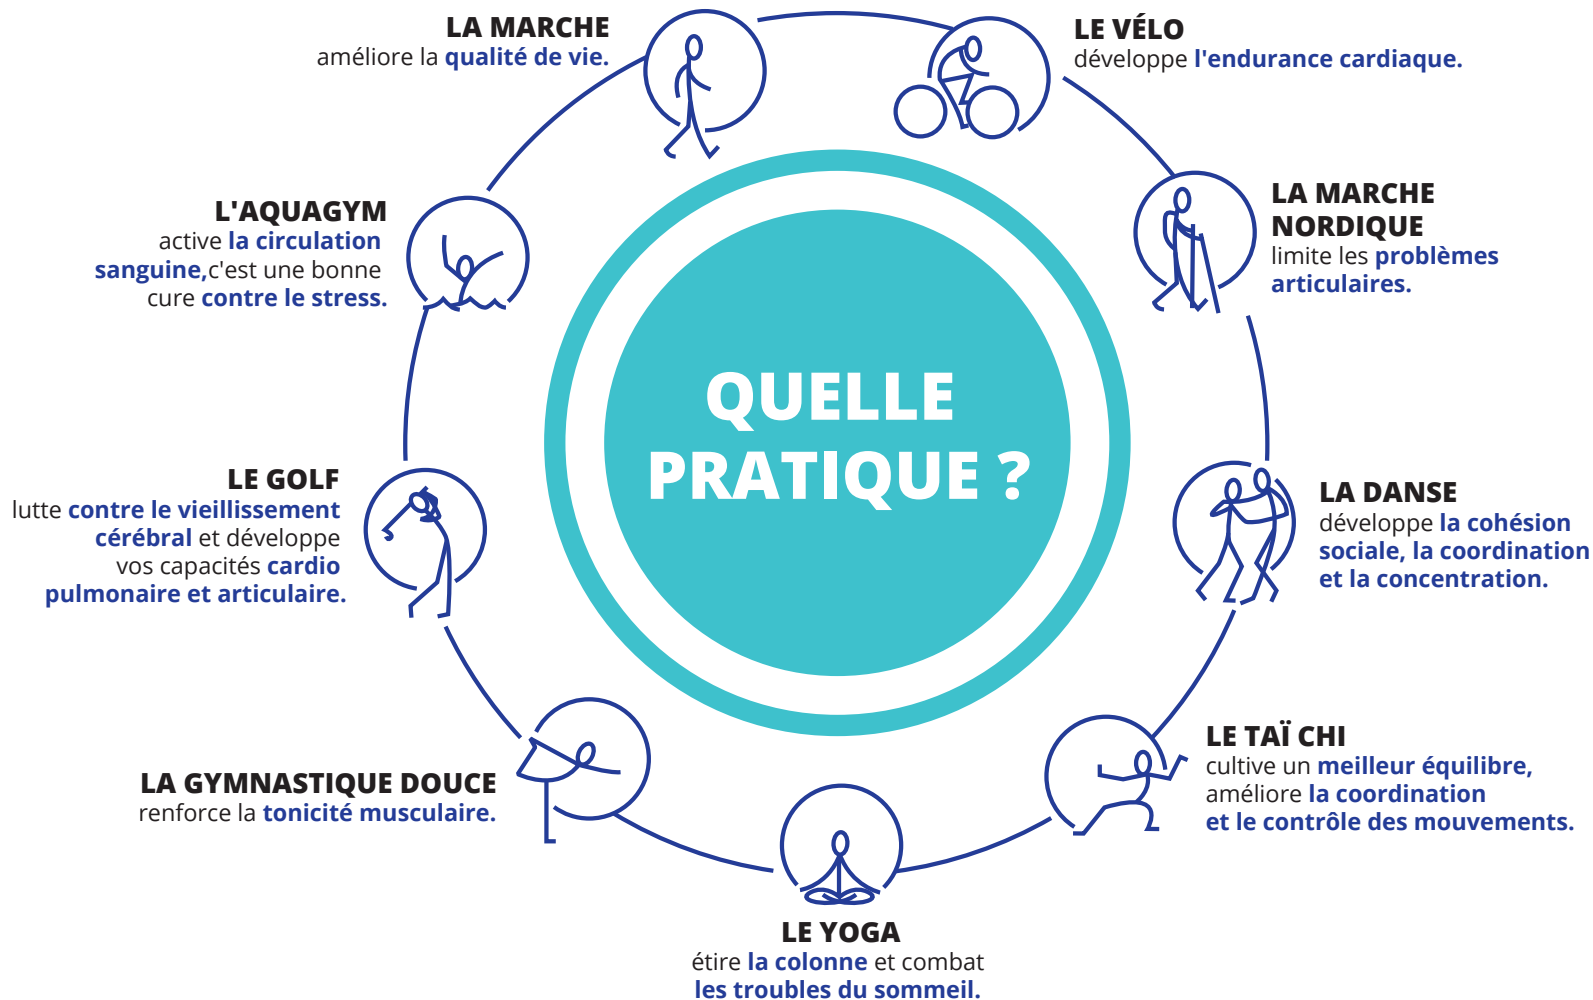 LA MARCHE
améliore la qualité de vie.
LE VÉLO
développe l'endurance cardiaque.
L'AQUAGYM
active la circulation
sanguine,c'est une bonne
cure contre le stress.
LA MARCHE
NORDIQUE
limite les problèmes
articulaires.
QUELLE
PRATIQUE ?
LE GOLF
lutte contre le vieillissement
cérébral et développe
vos capacités cardio
pulmonaire et articulaire.
LA DANSE
développe la cohésion
sociale, la coordination
et la concentration.
LA GYMNASTIQUE DOUCE
renforce la tonicité musculaire.
LE TAÏ CHI
cultive un meilleur équilibre,
améliore la coordination
et le contrôle des mouvements.
LE YOGA
étire la colonne et combat
les troubles du sommeil.